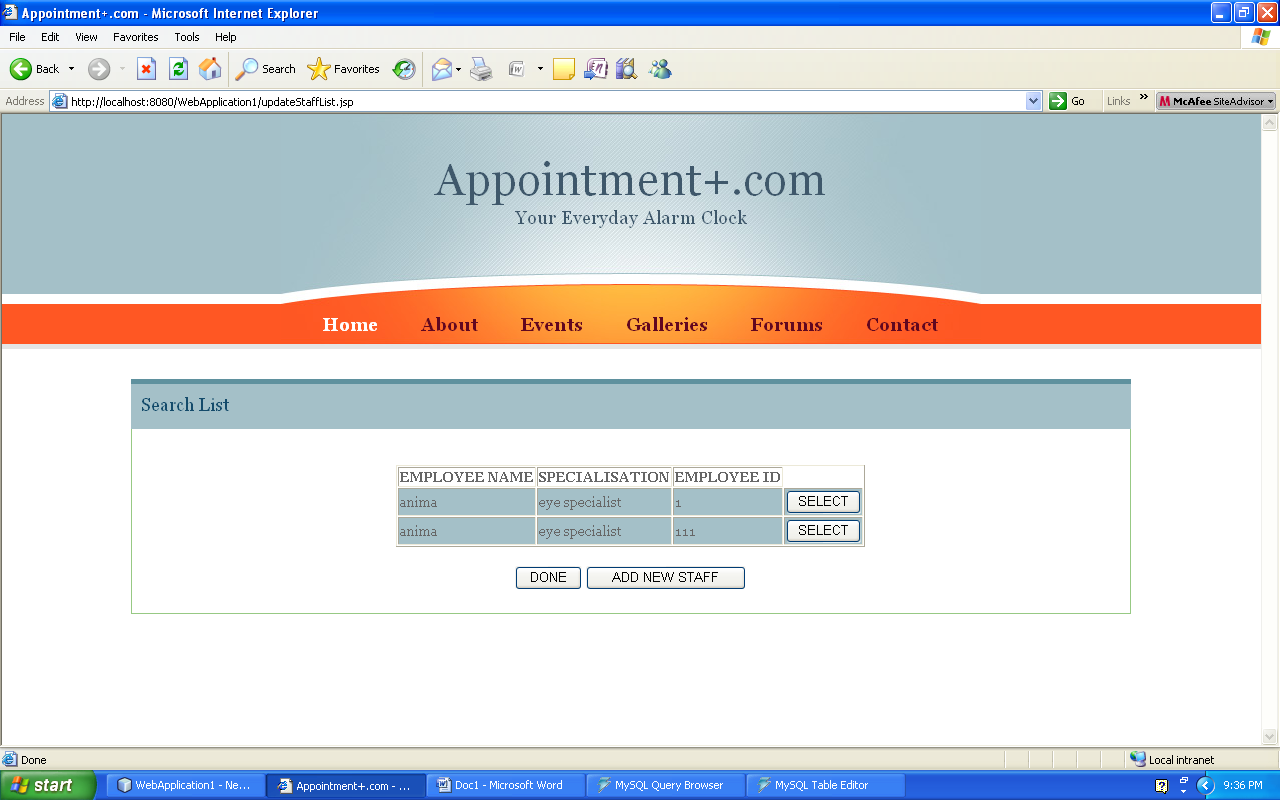 Appointment+.com - Microsoft Internet Explorer
File Edit View Favorites Tools Help
Back Search Favorites
Address http://localhost:8080/WebApplication1/updateStaffList.jsp Go Links » McAfee SiteAdvisor
Appointment+.com
Your Everyday Alarm Clock
Home About Events Galleries Forums Contact
Search List
EMPLOYEE NAME SPECIALISATION EMPLOYEE ID
anima eye specialist 1 SELECT
anima eye specialist 111 SELECT
DONE ADD NEW STAFF
Done Local intranet
start WebApplication1 - Ne... Appointment+.com - ... Doc1 - Microsoft Word MySQL Query Browser MySQL Table Editor 9:36 PM